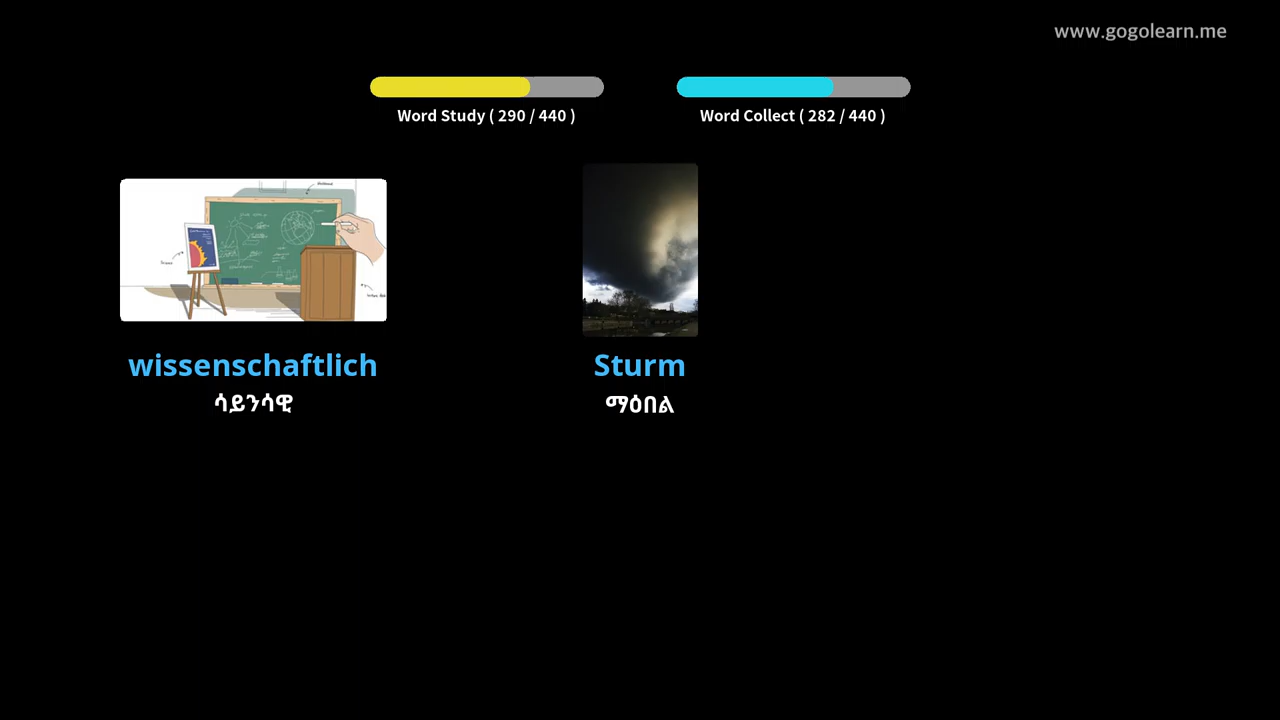 www.gogolearn.me
Word Study ( 290 / 440 )
Word Collect ( 282 / 440 )
wissenschaftlich
Sturm
ሳይንሳዊ
ማዕበል